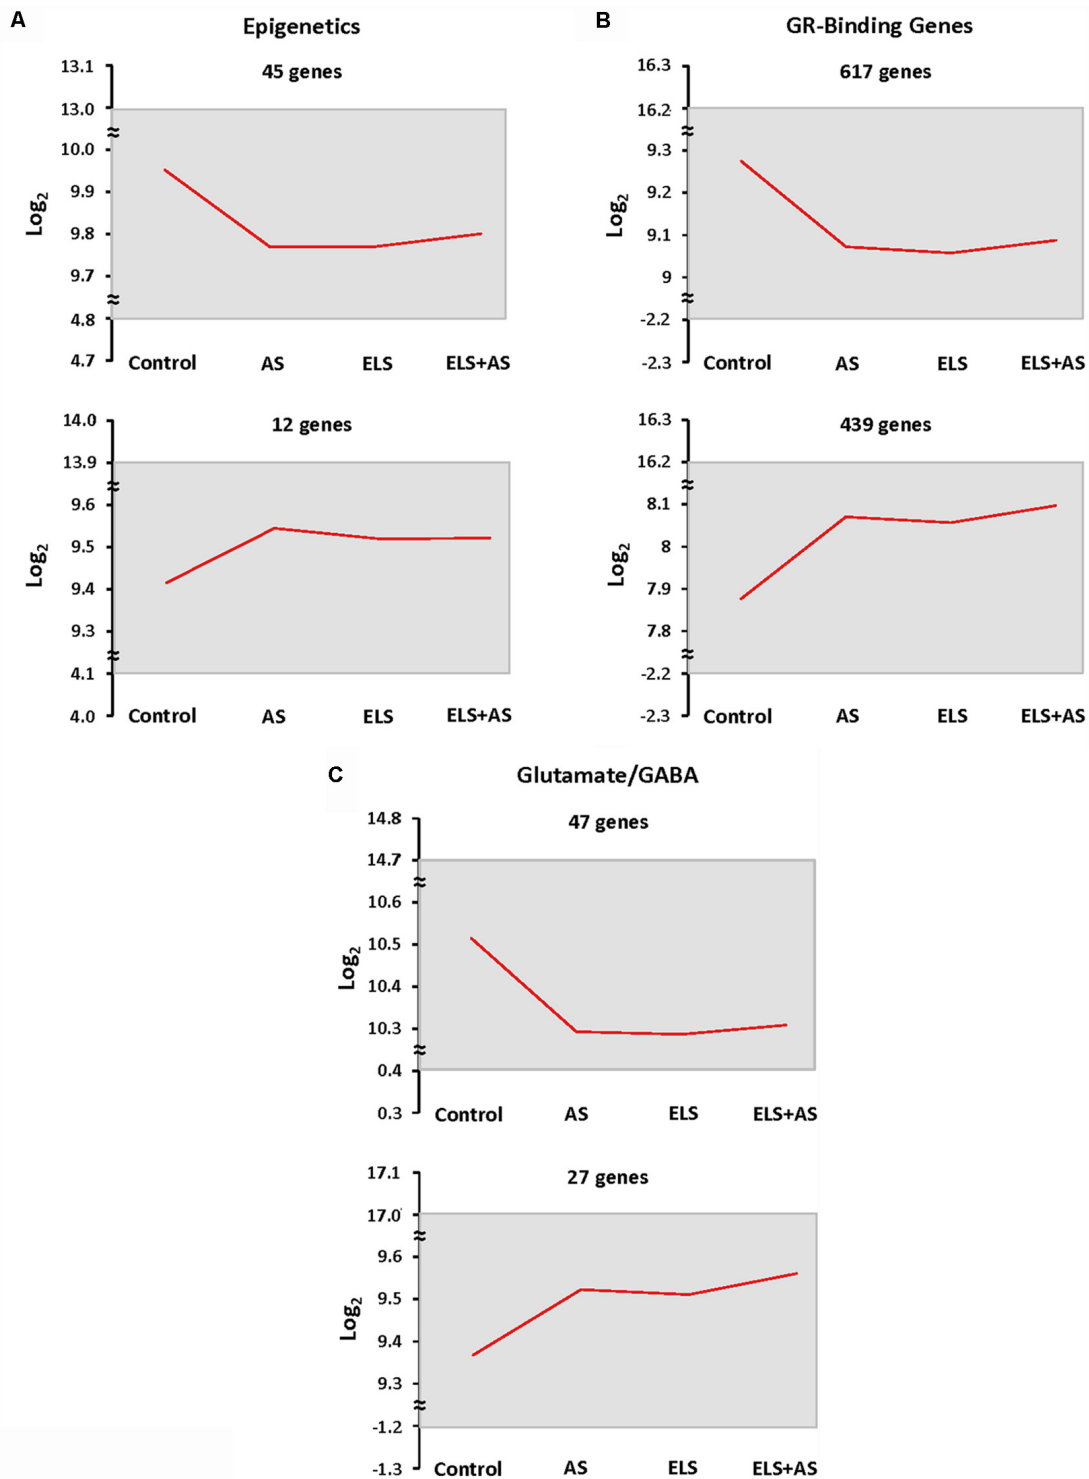 A
Epigenetics
45 genes
13.1
13.0
10.0
9.9
9.8
9.7
4.8
4.7
Log2
Control AS ELS ELS+AS
12 genes
14.0
13.9
9.6
9.5
9.4
9.3
4.1
4.0
Log2
Control AS ELS ELS+AS
B
GR-Binding Genes
617 genes
16.3
16.2
9.3
9.2
9.1
9
-2.2
-2.3
Log2
Control AS ELS ELS+AS
439 genes
16.3
16.2
8.1
8
7.9
7.8
-2.2
-2.3
Log2
Control AS ELS ELS+AS
C
Glutamate/GABA
47 genes
14.8
14.7
10.6
10.5
10.4
10.3
0.4
0.3
Log2
Control AS ELS ELS+AS
27 genes
17.1
17.0
9.6
9.5
9.4
9.3
-1.2
-1.3
Log2
Control AS ELS ELS+AS